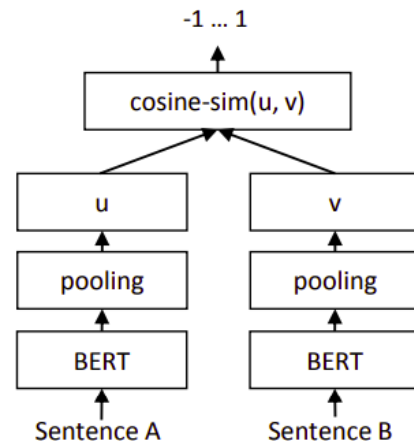 -1 ... 1
cosine-sim(u, v)
u
v
pooling
pooling
BERT
BERT
Sentence A
Sentence B